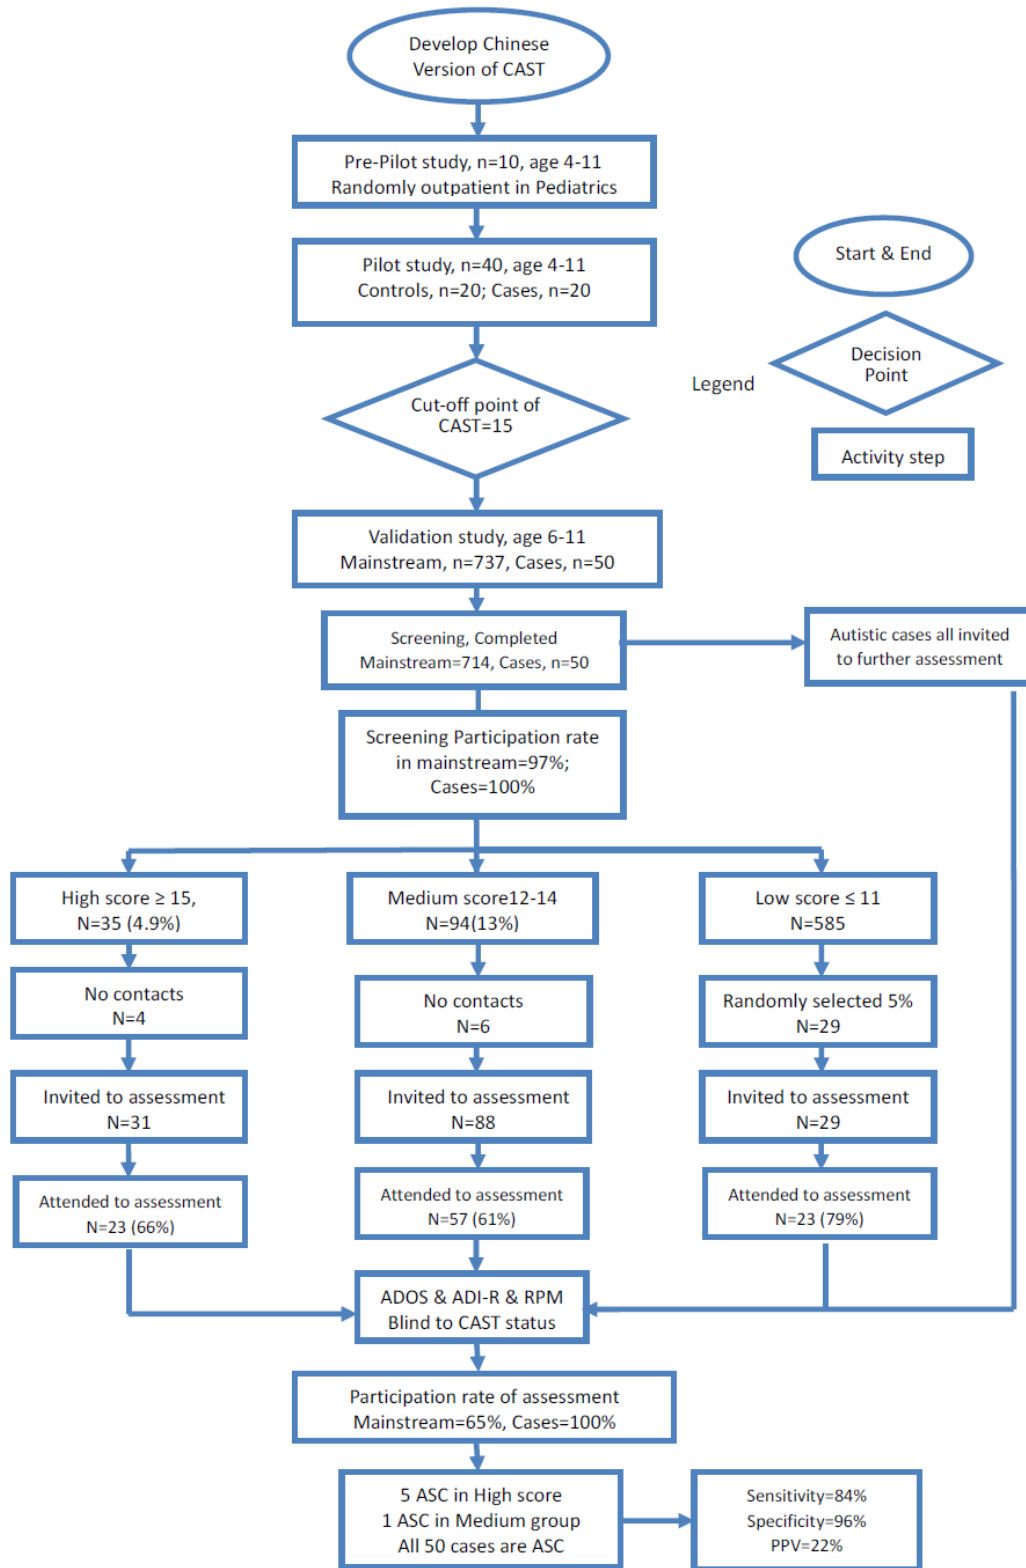 Develop Chinese
Version of CAST
Pre-Pilot study, n=10, age 4-11
Randomly outpatient in Pediatrics
Pilot study, n=40, age 4-11
Controls, n=20; Cases, n=20
Start & End
Decision
Point
Legend
Activity step
Cut-off point of
CAST=15
Validation study, age 6-11
Mainstream, n=737, Cases, n=50
Screening, Completed
Mainstream=714, Cases, n=50
Autistic cases all invited
to further assessment
Screening Participation rate
in mainstream=97%;
Cases=100%
High score ≥ 15,
N=35 (4.9%)
Medium score12-14
N=94(13%)
Low score ≤ 11
N=585
No contacts
N=4
No contacts
N=6
Randomly selected 5%
N=29
Invited to assessment
N=31
Invited to assessment
N=88
Invited to assessment
N=29
Attended to assessment
N=23 (66%)
Attended to assessment
N=57 (61%)
Attended to assessment
N=23 (79%)
ADOS & ADI-R & RPM
Blind to CAST status
Participation rate of assessment
Mainstream=65%, Cases=100%
5 ASC in High score
1 ASC in Medium group
All 50 cases are ASC
Sensitivity=84%
Specificity=96%
PPV=22%